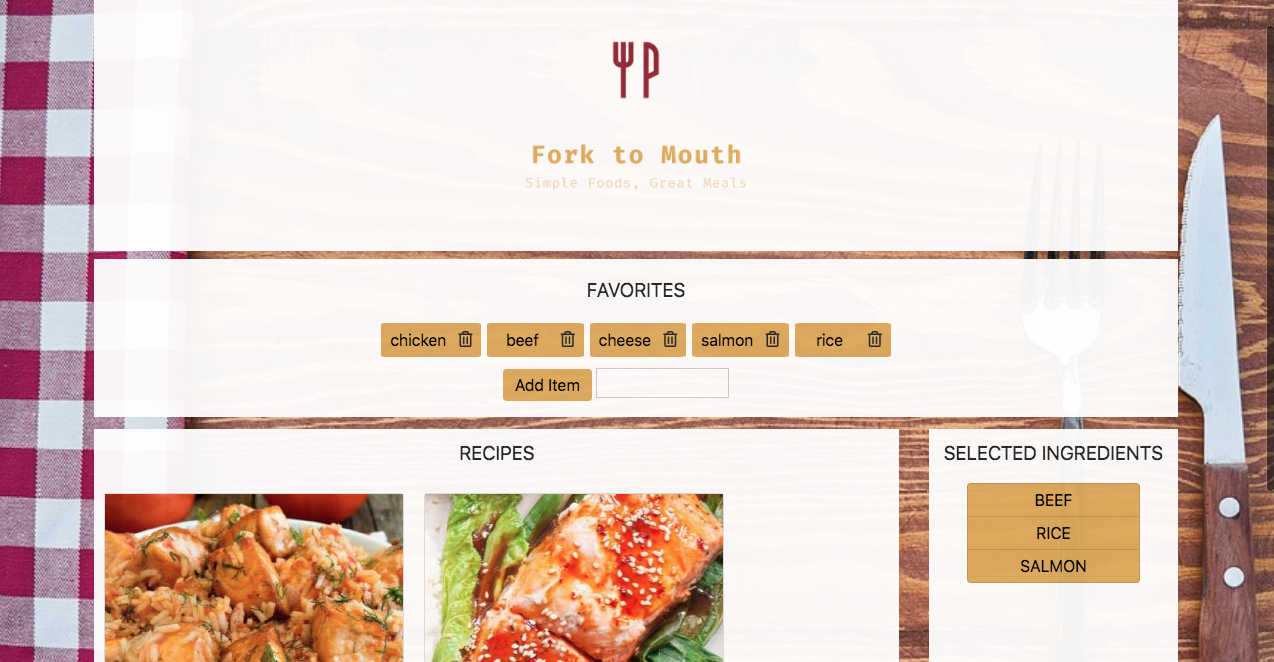 Fork to Mouth
Simple Foods, Great Meals
FAVORITES
chicken beef cheese salmon rice
Add Item
RECIPES
SELECTED INGREDIENTS
BEEF
RICE
SALMON